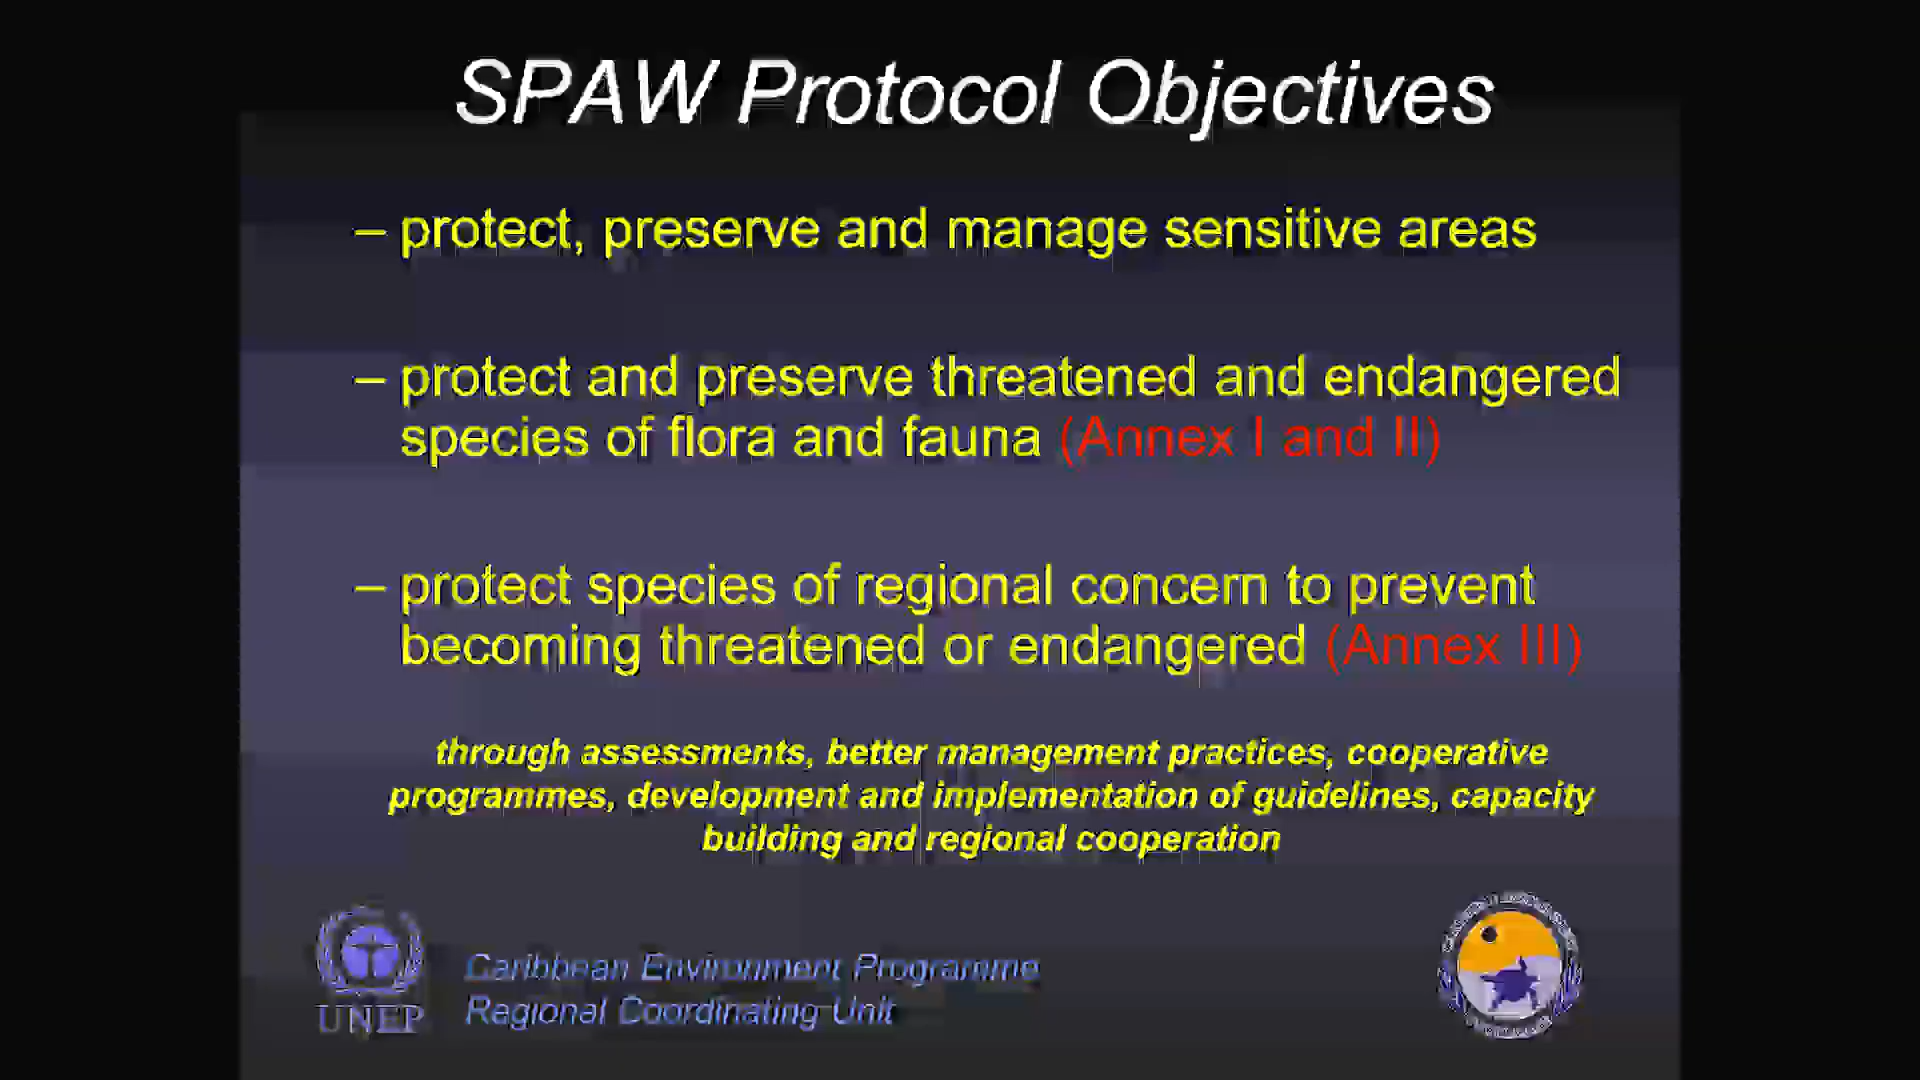 SPAW Protocol Objectives
– protect, preserve and manage sensitive areas
– protect and preserve threatened and endangered
species of flora and fauna (Annex I and II)
– protect species of regional concern to prevent
becoming threatened or endangered (Annex III)
through assessments, better management practices, cooperative
programmes, development and implementation of guidelines, capacity
building and regional cooperation
Caribbean Environment Programme
Regional Coordinating Unit
UNEP